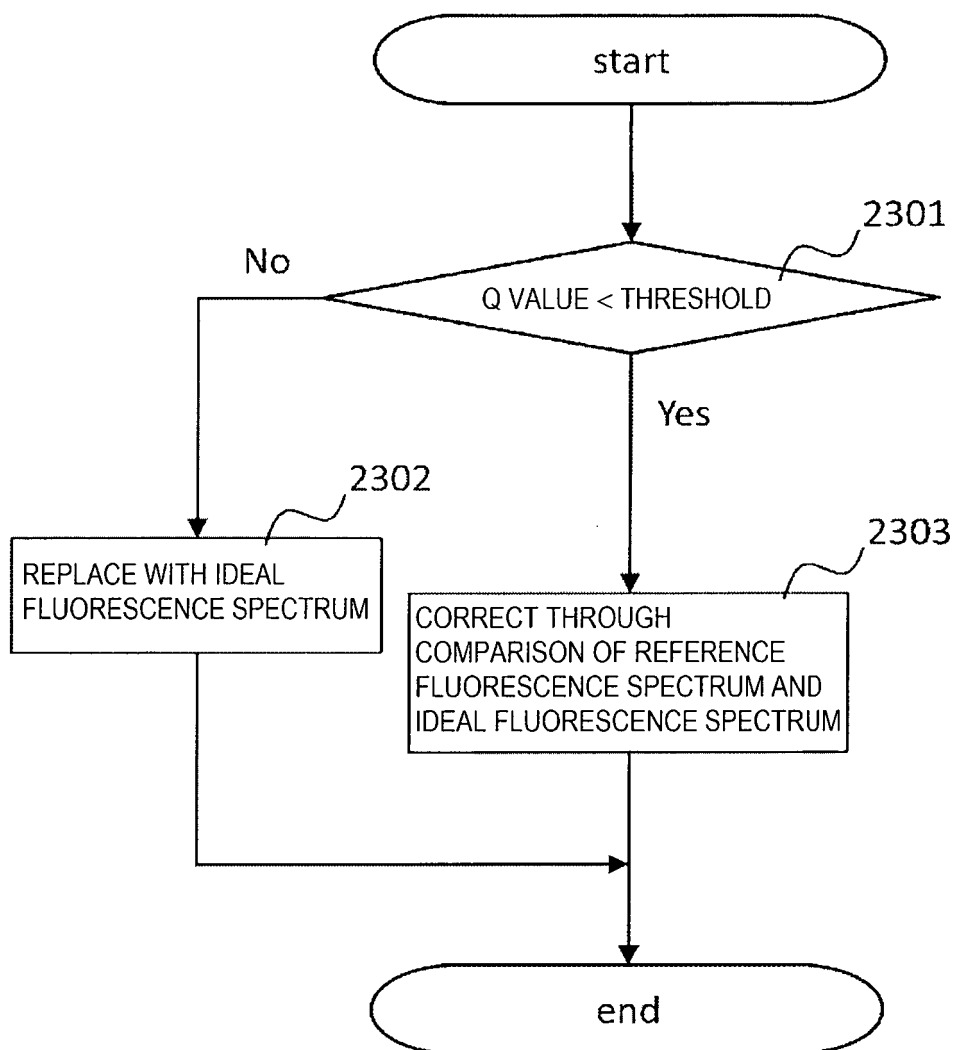 start
2301
No
Q VALUE < THRESHOLD
Yes
2302
REPLACE WITH IDEAL
FLUORESCENCE SPECTRUM
2303
CORRECT THROUGH
COMPARISON OF REFERENCE
FLUORESCENCE SPECTRUM AND
IDEAL FLUORESCENCE SPECTRUM
end